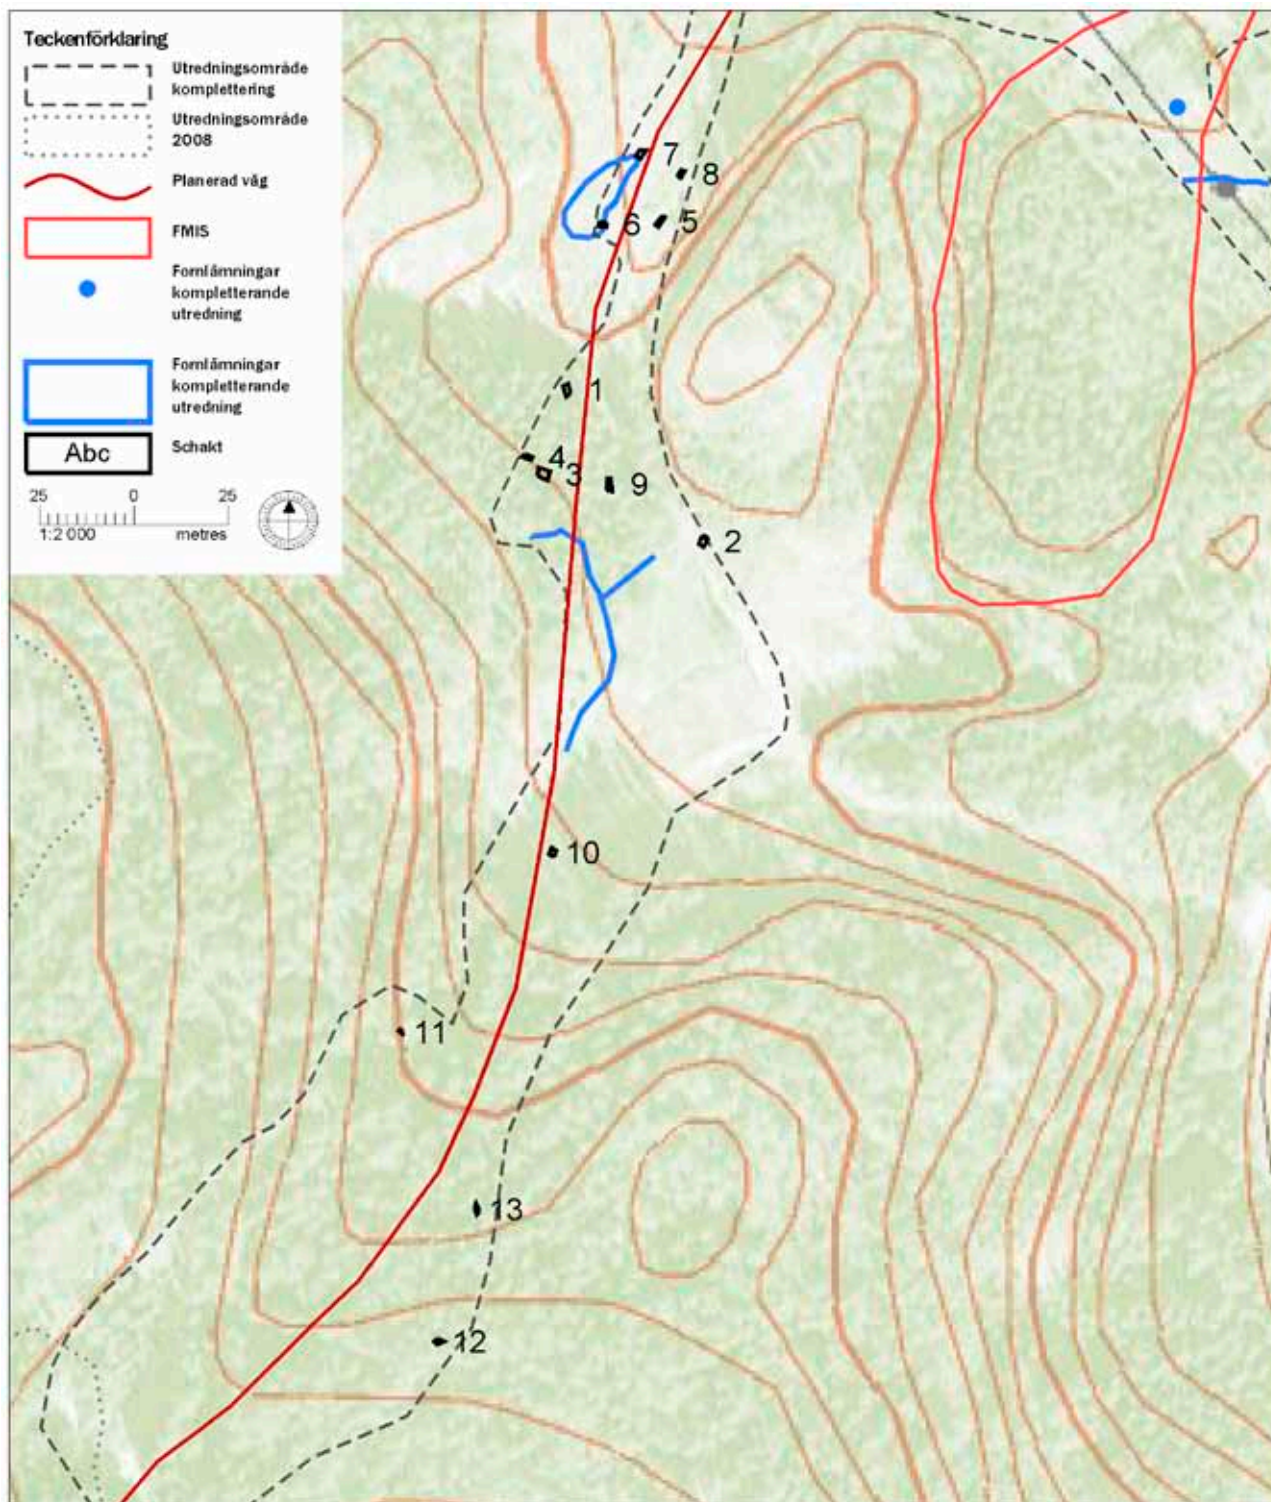 Teckenförklaring
Utredningsområde
komplettering
Utredningsområde
2008
Planerad väg
FMIS
Fornlämningar
kompletterande
utredning
Fornlämningar
kompletterande
utredning
Abc
Schakt
25 0 25
1:2 000 metres
7
8
6
5
1
4
3
9
2
10
11
13
12